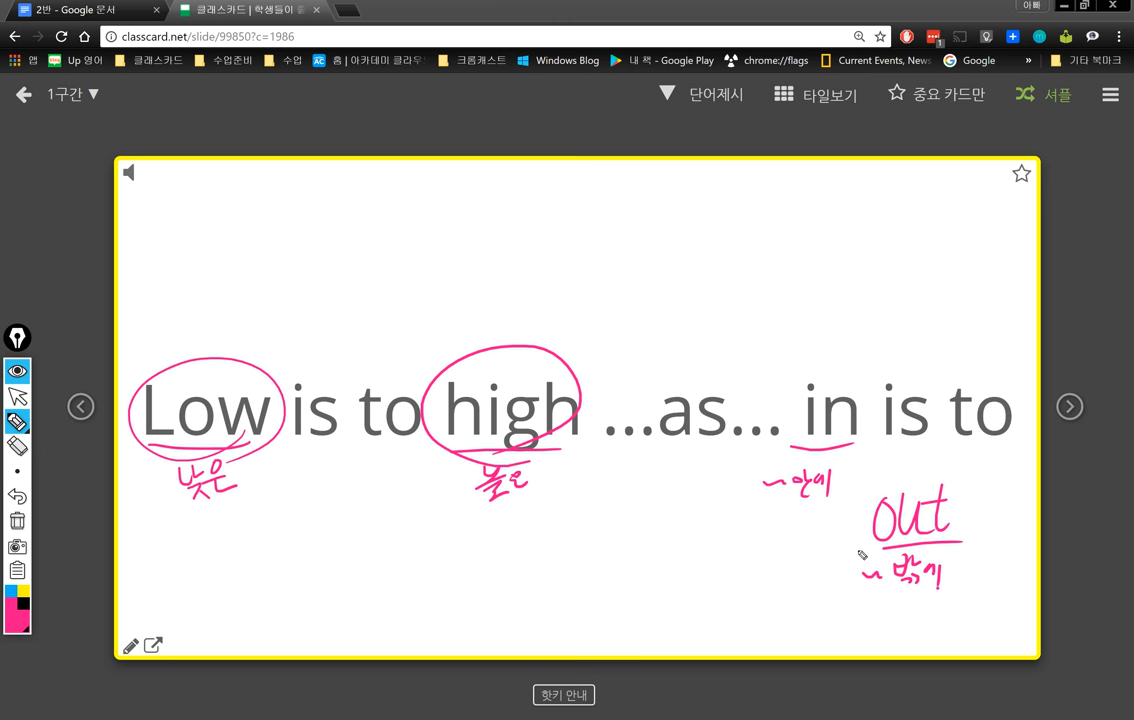 2반 - Google 문서
클래스카드 | 학생들이 클
아빠
classcard.net/slide/99850?c=1986
앱 Up 영어 클래스카드 수업준비 수업 홈 | 아카데미 클라우 크롬캐스트 Windows Blog 내 책 - Google Play chrome://flags Current Events, News Google » 기타 북마크
1구간 ▼ ▼ 단어제시 타일보기 중요 카드만 셔플
Low is to high ...as... in is to
낮은 높은 ~안에
out
~밖에
핫키 안내